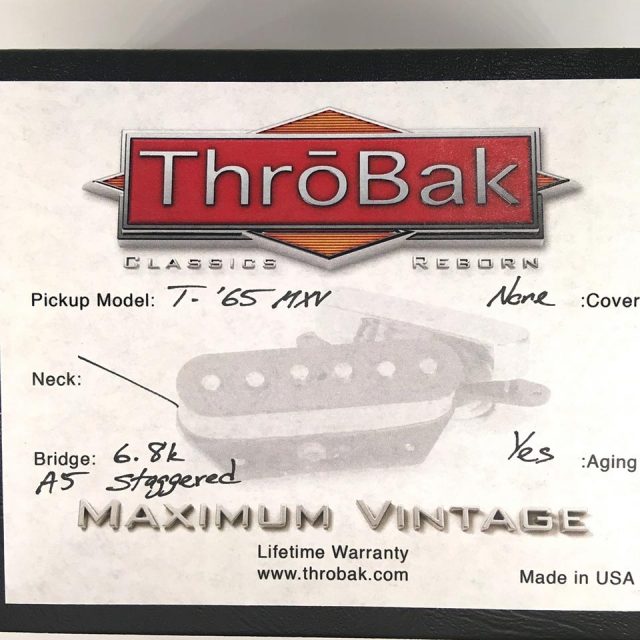 ThrōBak
CLASSICS REBORN
Pickup Model: T-'65 MXV None :Cover
Neck:
Bridge: 6.8k Yes :Aging
A5 Staggered
MAXIMUM VINTAGE
Lifetime Warranty
www.throbak.com
Made in USA